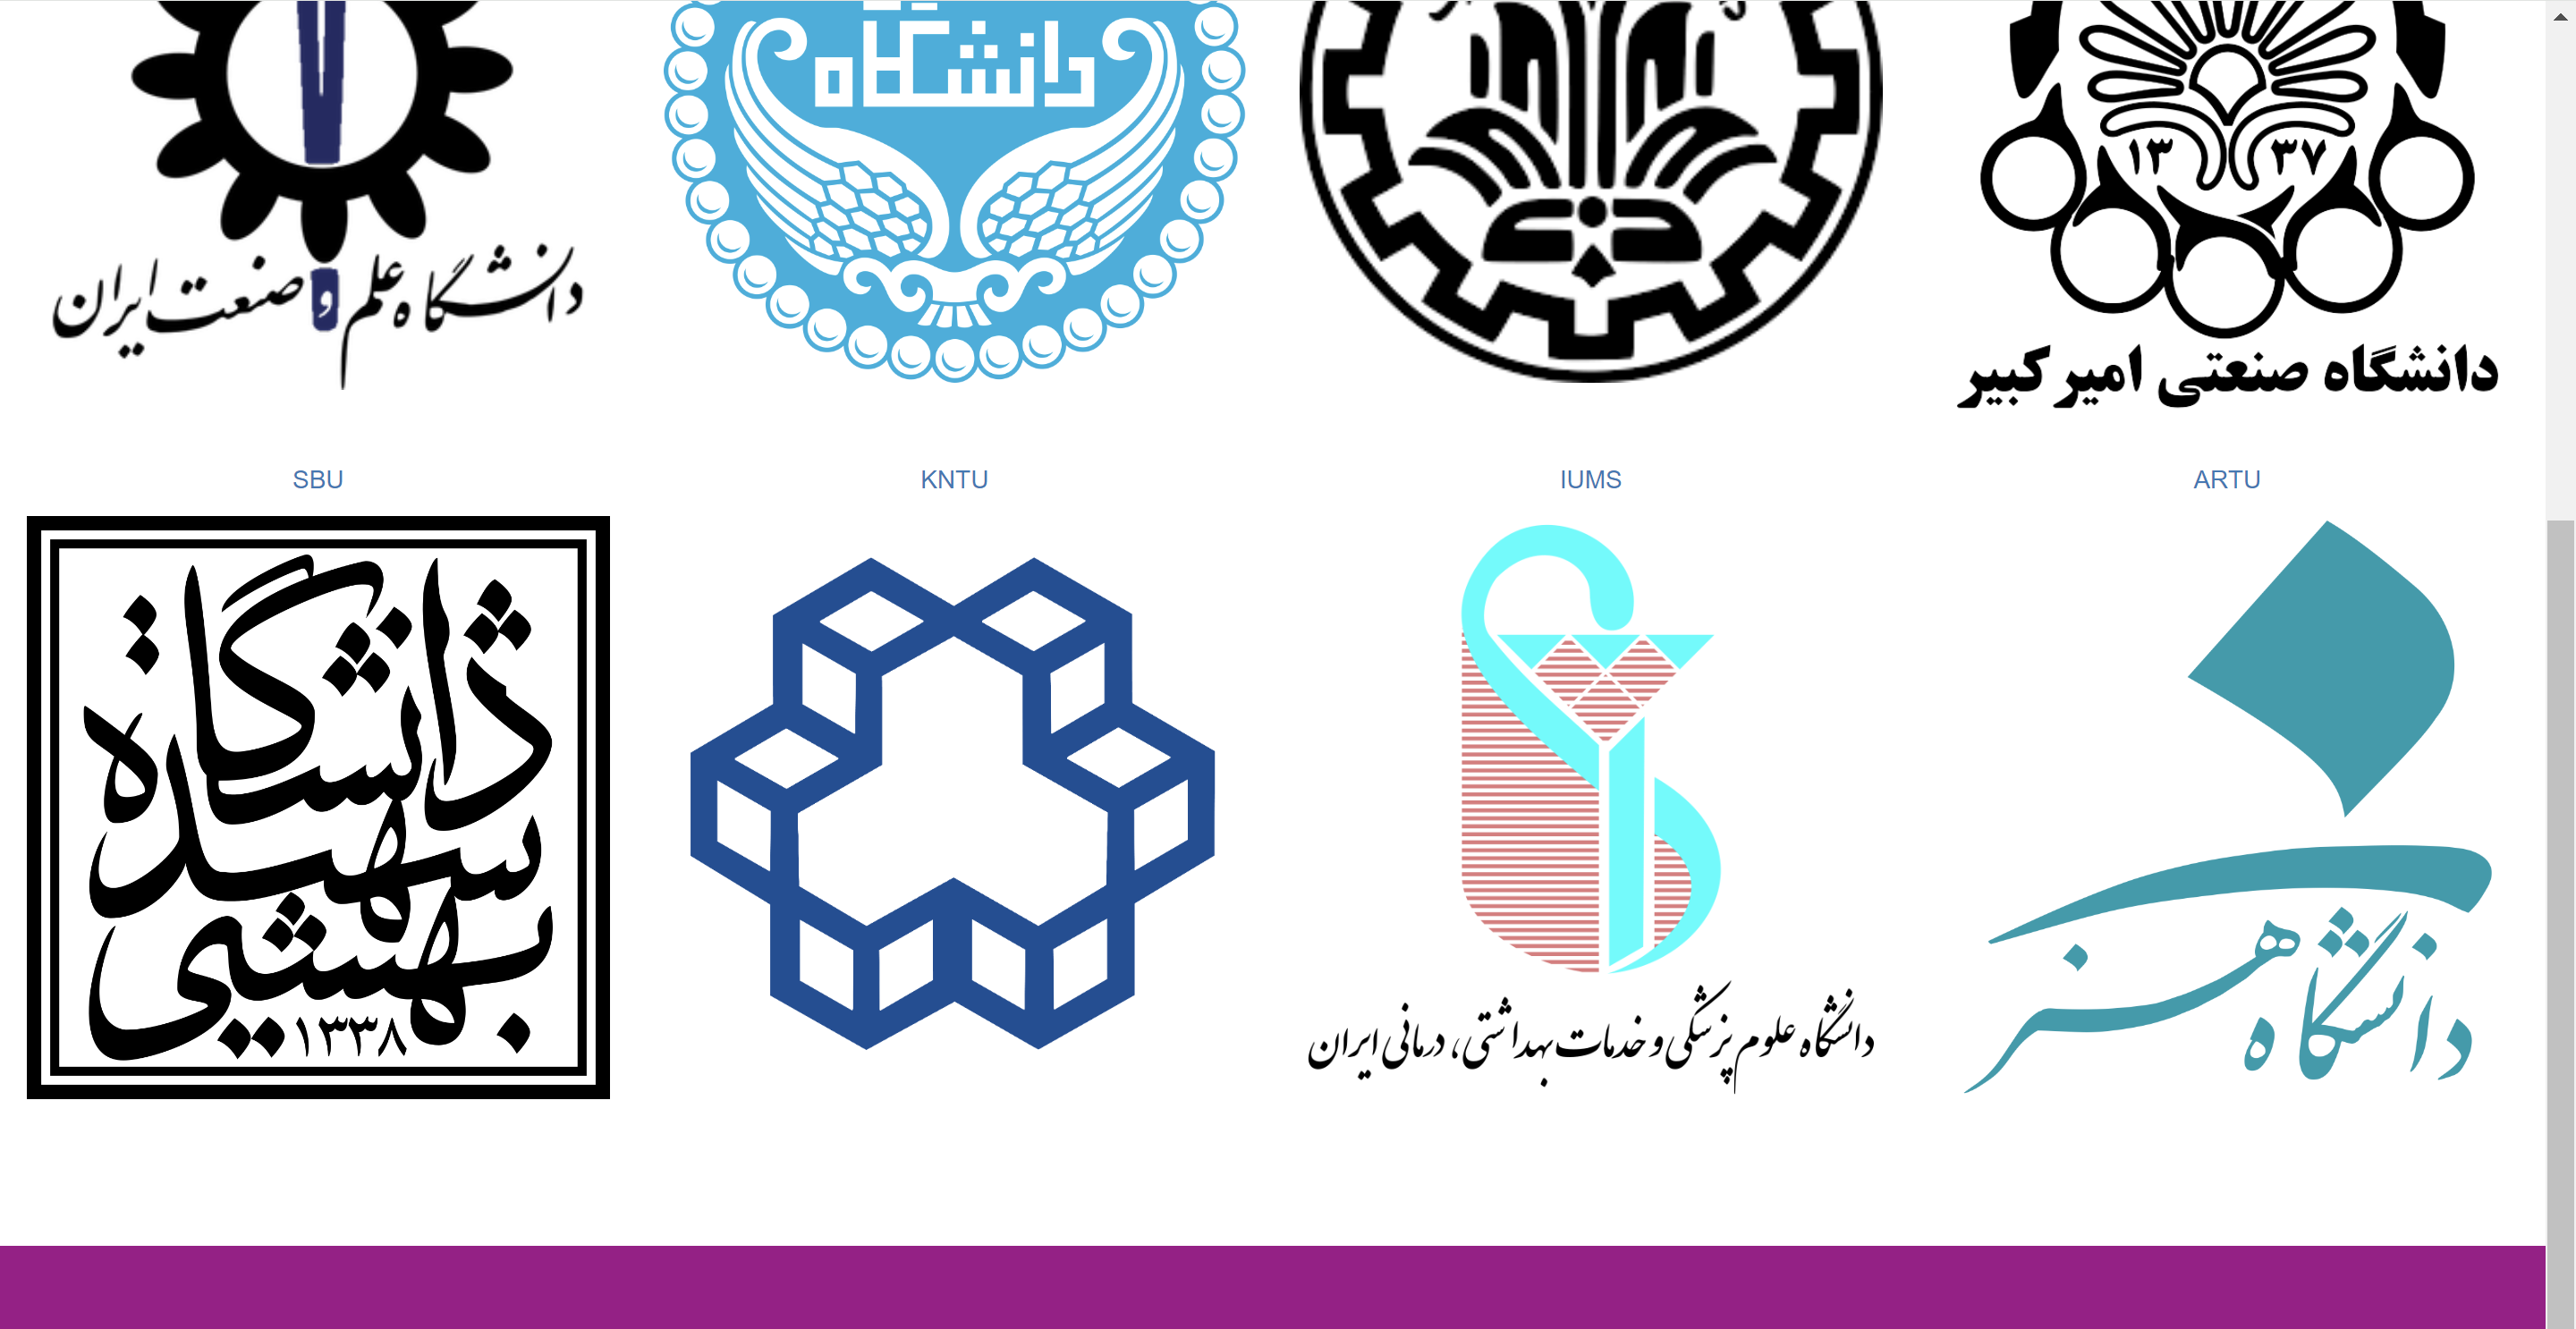 دانشگاه
۱۳ ۳۷
دانشگاه علم و صنعت ایران
دانشگاه صنعتی امیرکبیر
SBU KNTU IUMS ARTU
دانشگاه
شهید
بهشتی
۱۳۳۸
دانشگاه علوم پزشکی و خدمات بهداشتی، درمانی ایران
دانشگاه هنر